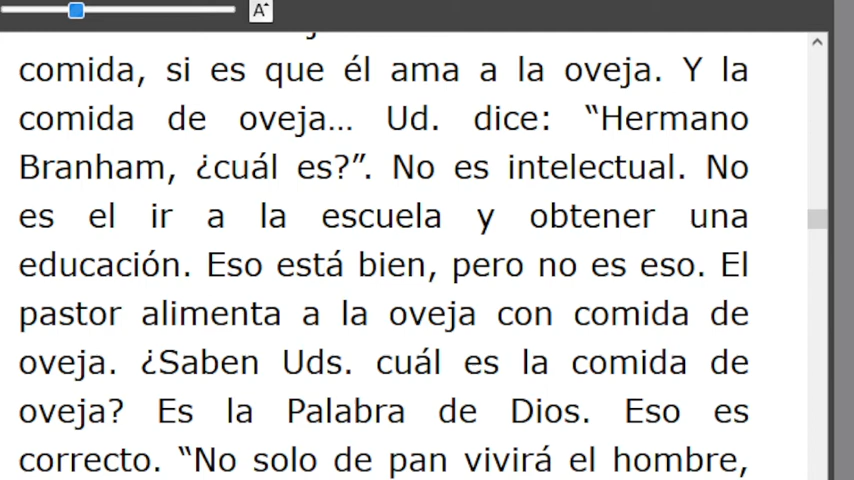 A
comida, si es que él ama a la oveja. Y la
comida de oveja... Ud. dice: “Hermano
Branham, ¿cuál es?”. No es intelectual. No
es el ir a la escuela y obtener una
educación. Eso está bien, pero no es eso. El
pastor alimenta a la oveja con comida de
oveja. ¿Saben Uds. cuál es la comida de
oveja? Es la Palabra de Dios. Eso es
correcto. “No solo de pan vivirá el hombre,